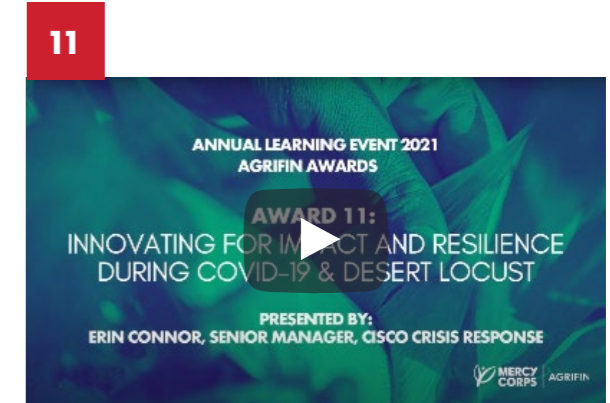 11
ANNUAL LEARNING EVENT 2021
AGRIFIN AWARDS
AWARD 11:
INNOVATING FOR IMPACT AND RESILIENCE
DURING COVID-19 & DESERT LOCUST
PRESENTED BY:
ERIN CONNOR, SENIOR MANAGER, CISCO CRISIS RESPONSE
MERCY
CORPS
AGRIFIN